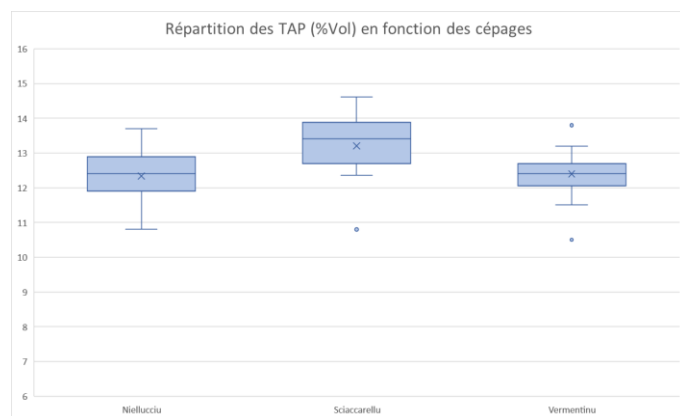 Répartition des TAP (%Vol) en fonction des cépages
16
15
14
13
12
11
10
9
8
7
6
Niellucciu
Sciaccarellu
Vermentinu